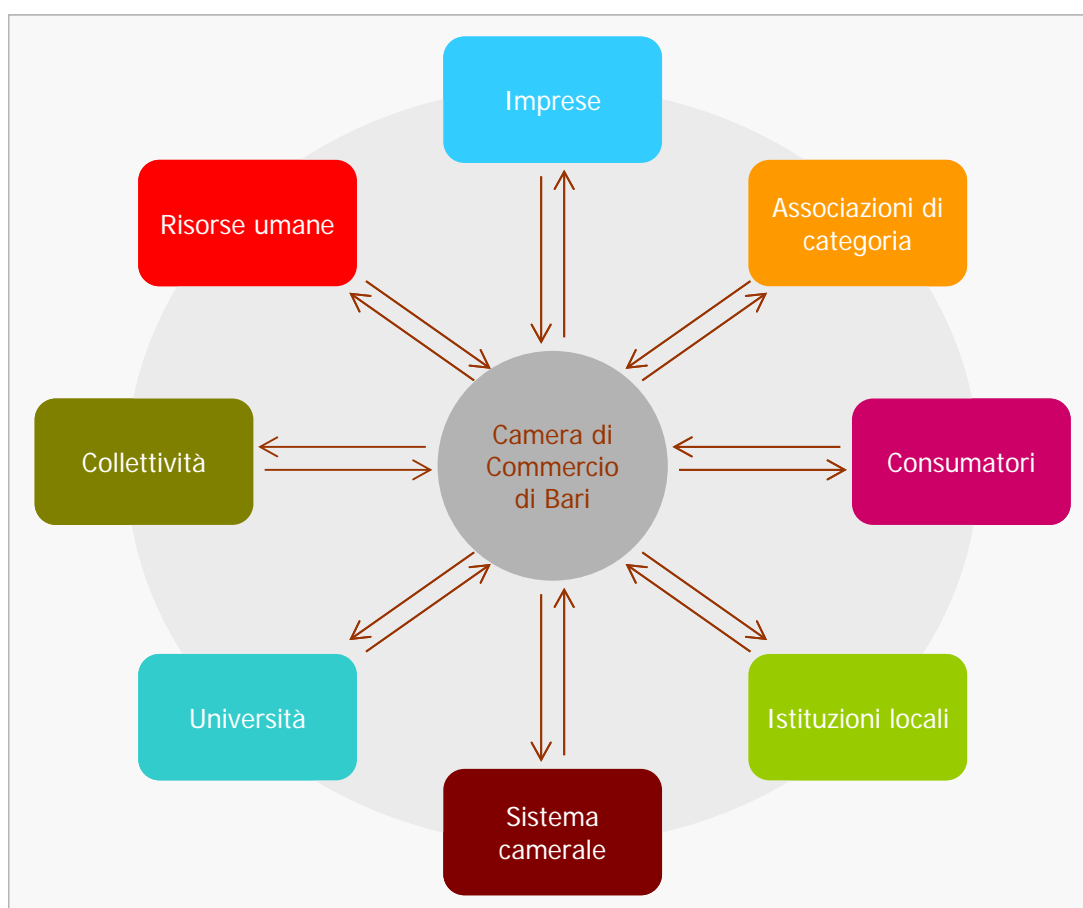 Imprese
Risorse umane
Associazioni di
categoria
Collettività
Camera di
Commercio
di Bari
Consumatori
Università
Istituzioni locali
Sistema
camerale